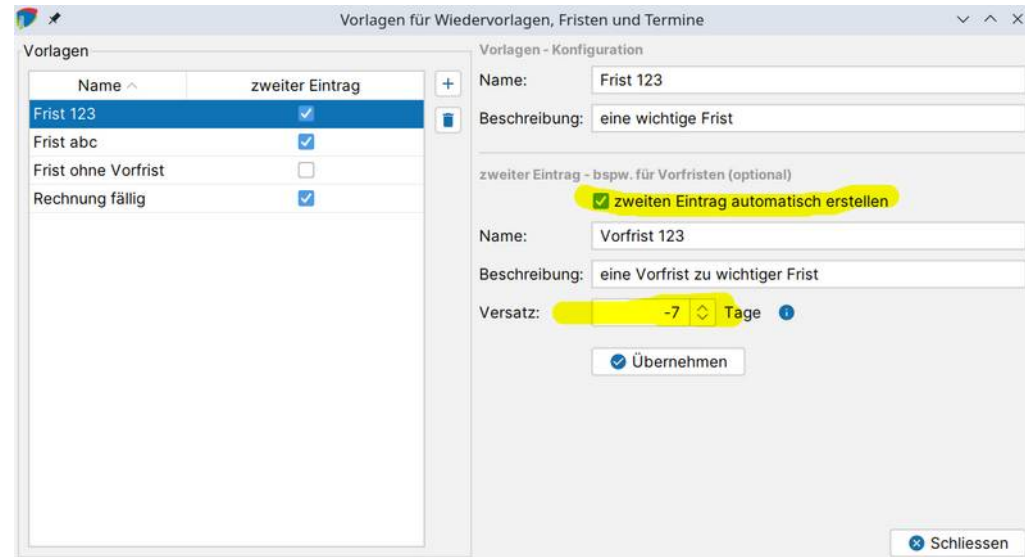 Vorlagen für Wiedervorlagen, Fristen und Termine
Vorlagen
Name
zweiter Eintrag
Frist 123
Frist abc
Frist ohne Vorfrist
Rechnung fällig
Vorlagen - Konfiguration
Name: Frist 123
Beschreibung: eine wichtige Frist
zweiter Eintrag - bspw. für Vorfristen (optional)
zweiten Eintrag automatisch erstellen
Name: Vorfrist 123
Beschreibung: eine Vorfrist zu wichtiger Frist
Versatz: -7 Tage
Übernehmen
Schliessen